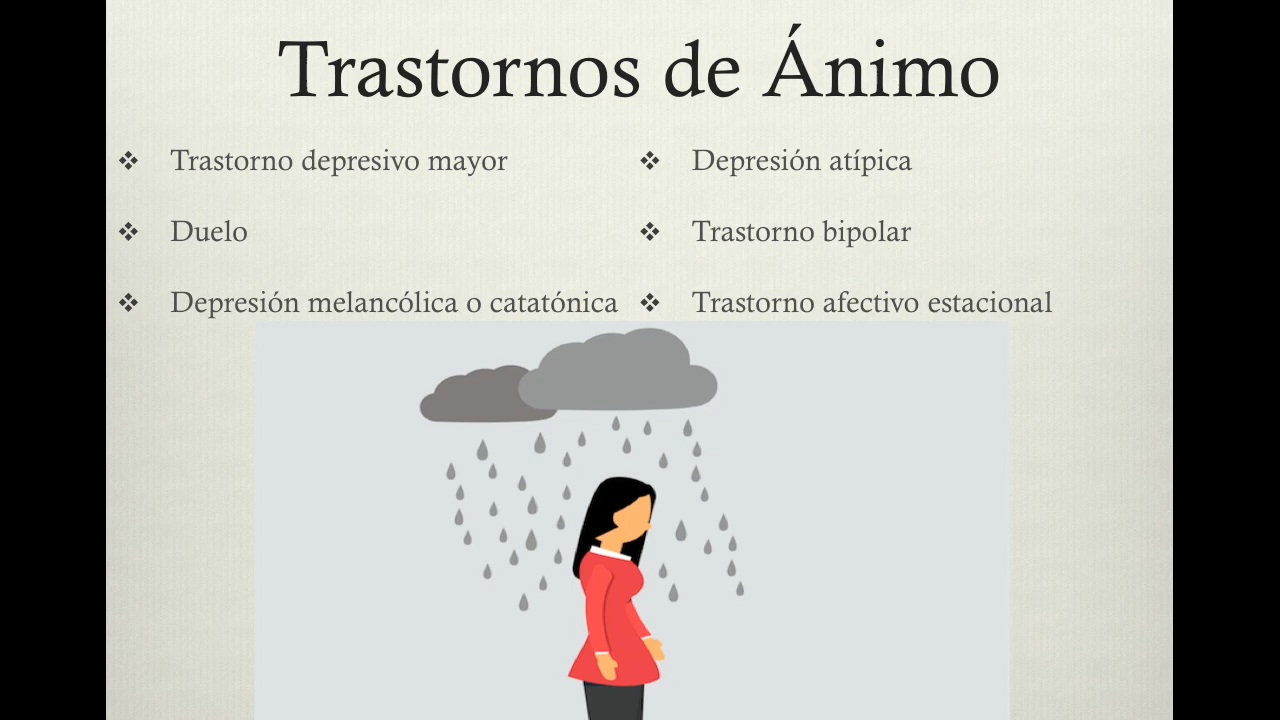 Trastornos de Ánimo
❖ Trastorno depresivo mayor
❖ Duelo
❖ Depresión melancólica o catatónica
❖ Depresión atípica
❖ Trastorno bipolar
❖ Trastorno afectivo estacional